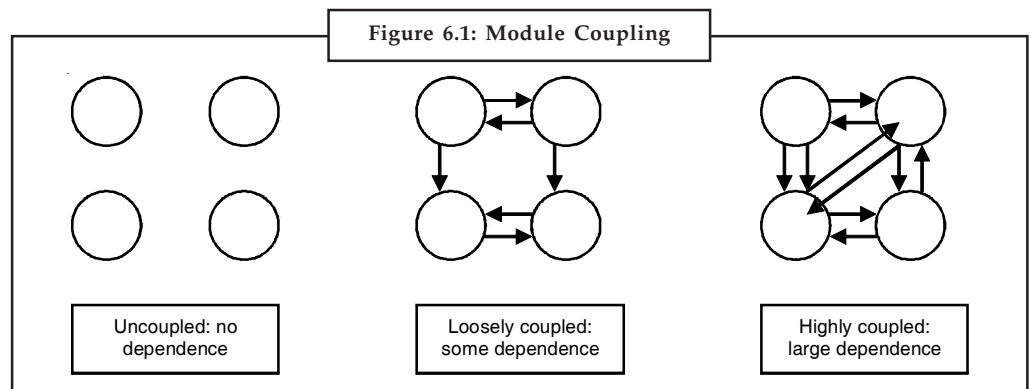 Figure 6.1: Module Coupling
Uncoupled: no
dependence
Loosely coupled:
some dependence
Highly coupled:
large dependence